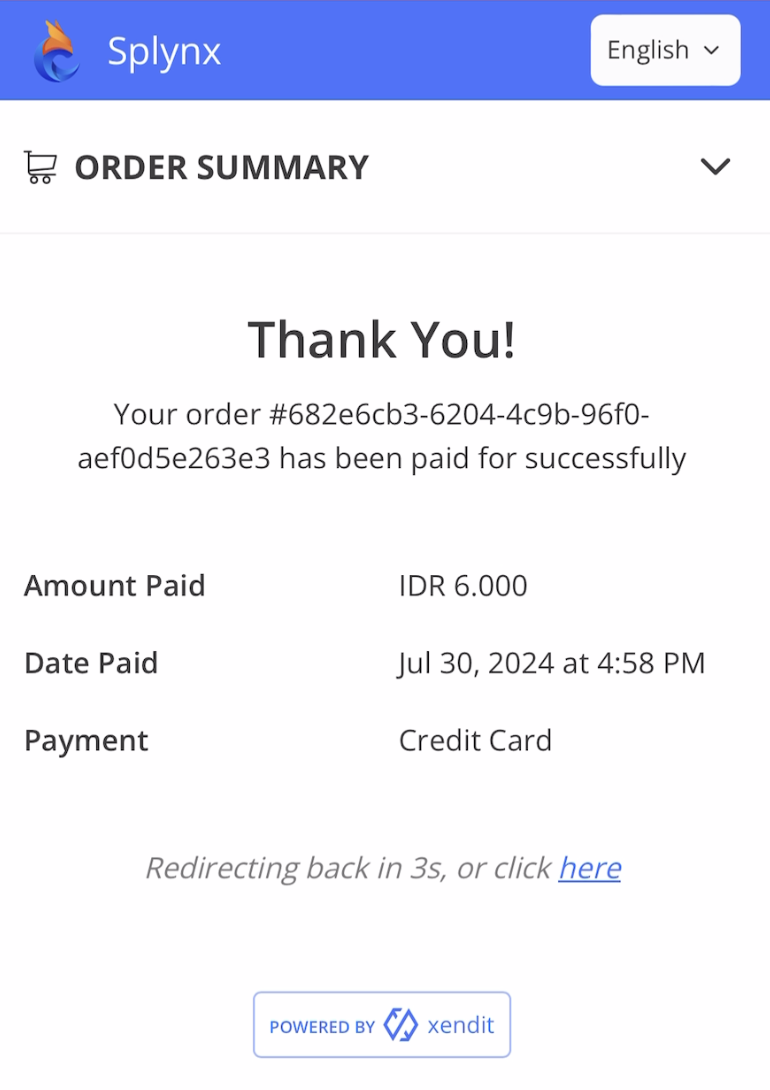 Splynx
English
ORDER SUMMARY
Thank You!
Your order #682e6cb3-6204-4c9b-96f0-
aef0d5e263e3 has been paid for successfully
Amount Paid IDR 6.000
Date Paid Jul 30, 2024 at 4:58 PM
Payment Credit Card
Redirecting back in 3s, or click here
POWERED BY xendit